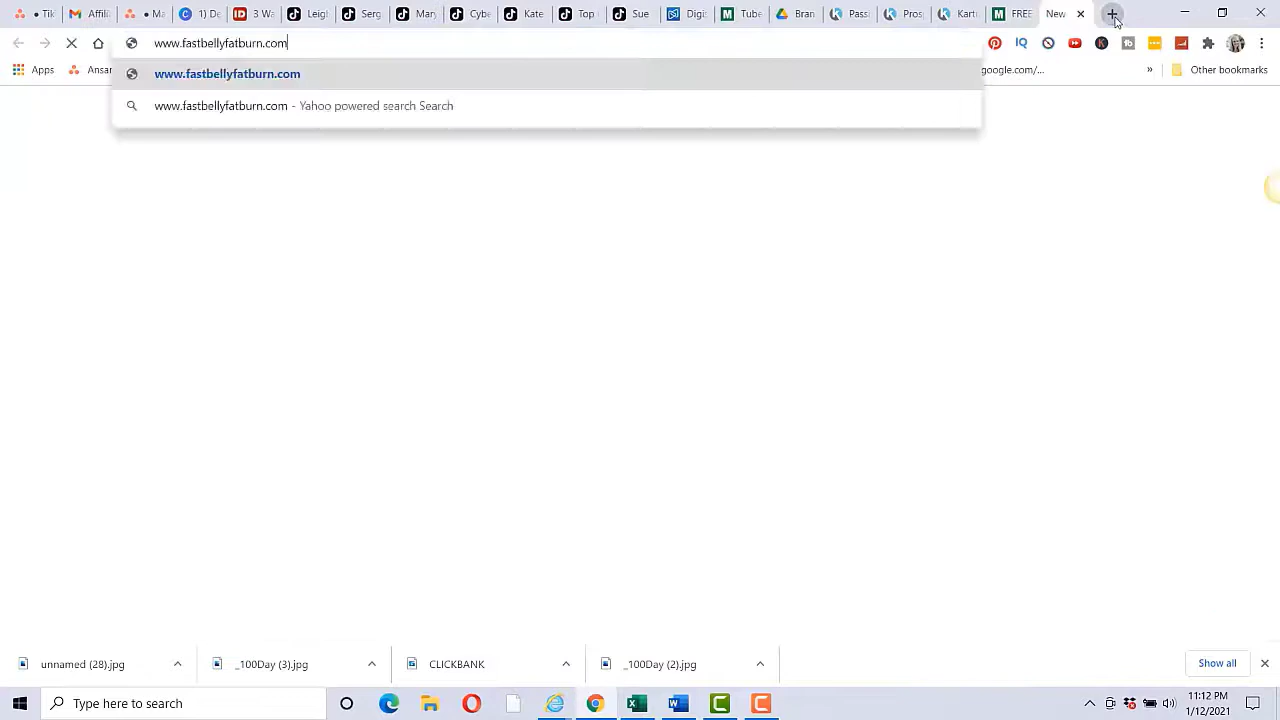 Tik Affili Ma 1) De 3 Wa Leigl Serg Man Cybe Kate Top Sue Digi Tube Bran Pass Pros Kart FREE New
www.fastbellyfatburn.com
Apps Ansar google.com/... » Other bookmarks
www.fastbellyfatburn.com
www.fastbellyfatburn.com - Yahoo powered search Search
unnamed (28).jpg _100Day (3).jpg CLICKBANK _100Day (2).jpg Show all
Type here to search 11:12 PM
1/12/2021